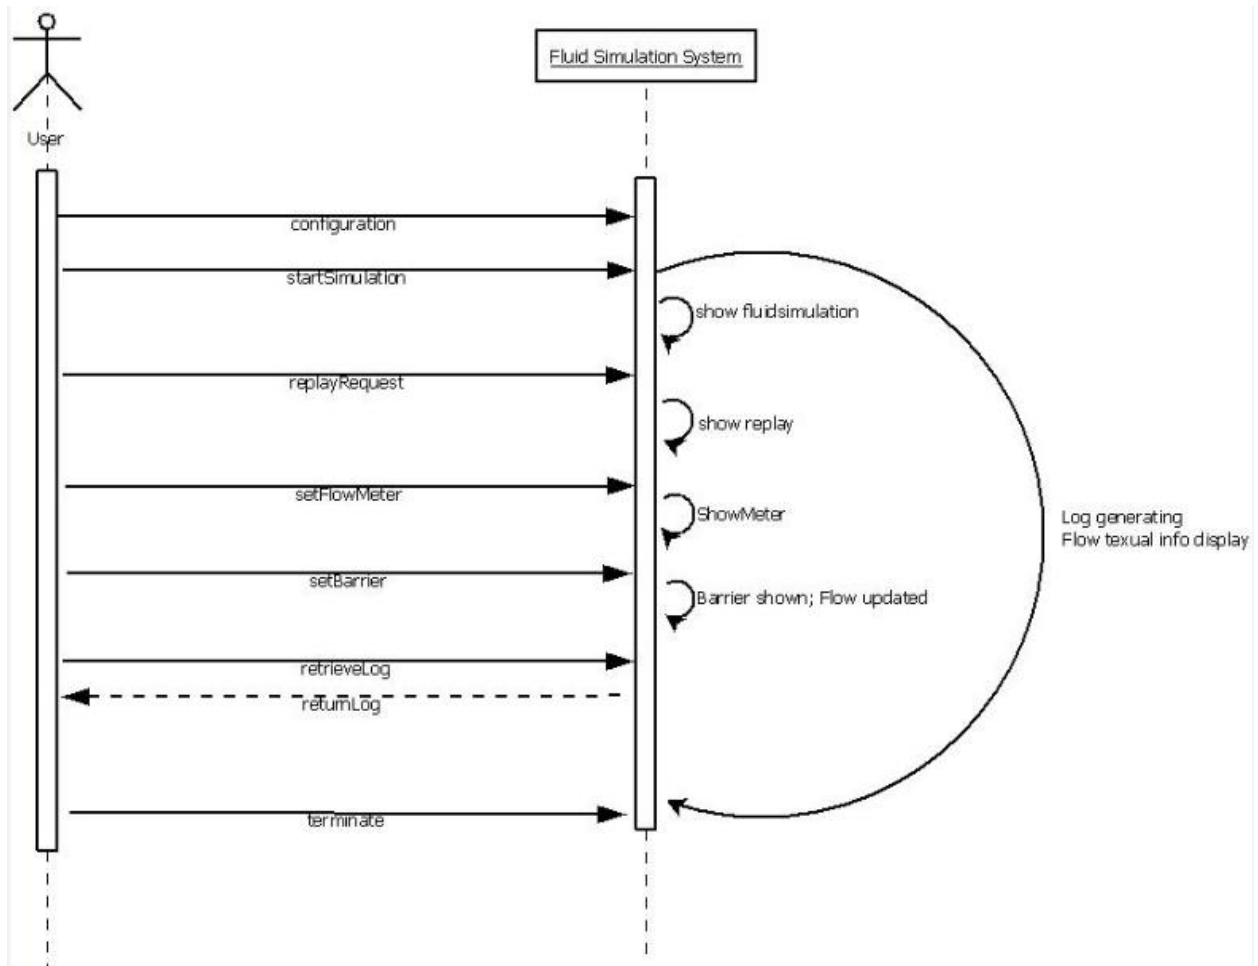 Fluid Simulation System
User
configuration
startSimulation
show fluidsimulation
replayRequest
show replay
setFlowMeter
ShowMeter
Log generating
Flow texual info display
setBarrier
Barrier shown; Flow updated
retrieveLog
returnLog
terminate